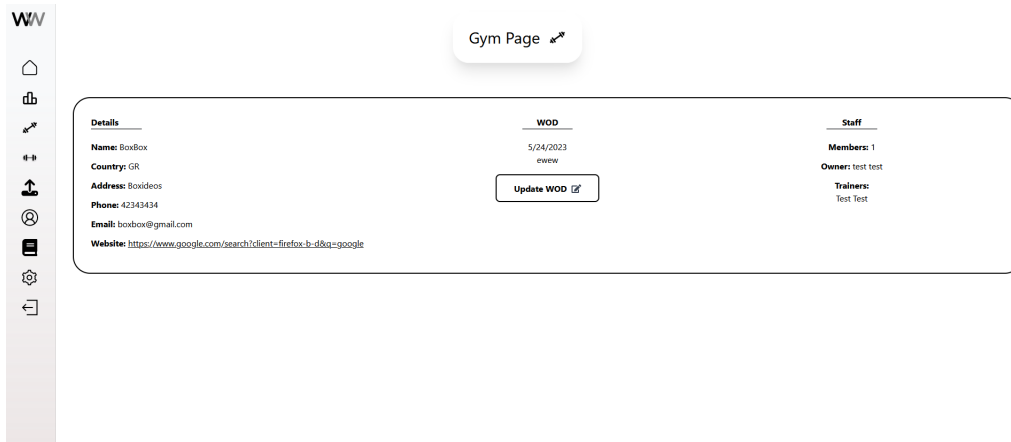 WW
Gym Page
Details
Name: BoxBox
Country: GR
Address: Boxideos
Phone: 42343434
Email: boxbox@gmail.com
Website: https://www.google.com/search?client=firefox-b-d&q=google
WOD
5/24/2023
ewew
Update WOD
Staff
Members: 1
Owner: test test
Trainers:
Test Test